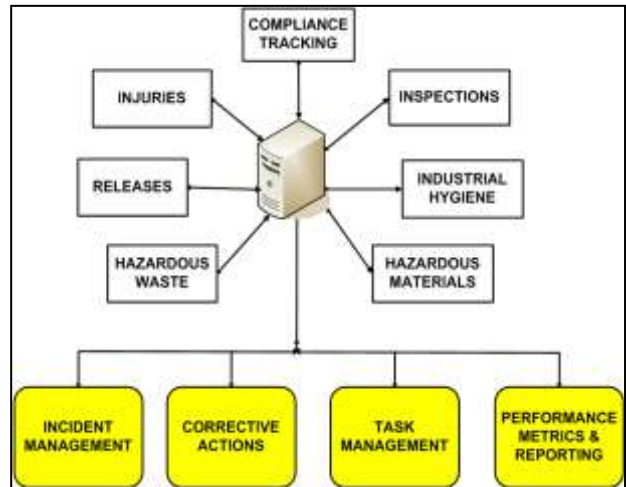 COMPLIANCE
TRACKING
INJURIES
INSPECTIONS
RELEASES
INDUSTRIAL
HYGIENE
HAZARDOUS
WASTE
HAZARDOUS
MATERIALS
INCIDENT
MANAGEMENT
CORRECTIVE
ACTIONS
TASK
MANAGEMENT
PERFORMANCE
METRICS &
REPORTING